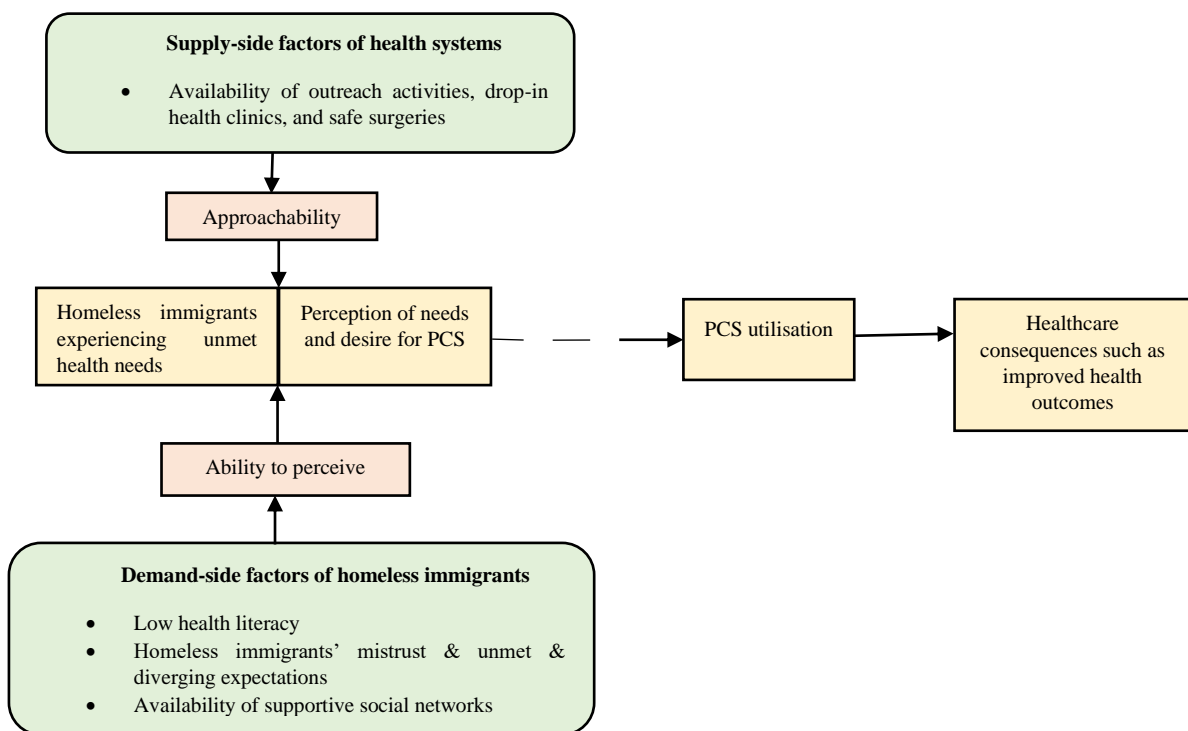 Supply-side factors of health systems
• Availability of outreach activities, drop-in
health clinics, and safe surgeries
Approachability
Homeless immigrants
experiencing unmet
health needs
Perception of needs
and desire for PCS
PCS utilisation
Healthcare
consequences such as
improved health
outcomes
Ability to perceive
Demand-side factors of homeless immigrants
• Low health literacy
• Homeless immigrants’ mistrust & unmet &
diverging expectations
• Availability of supportive social networks